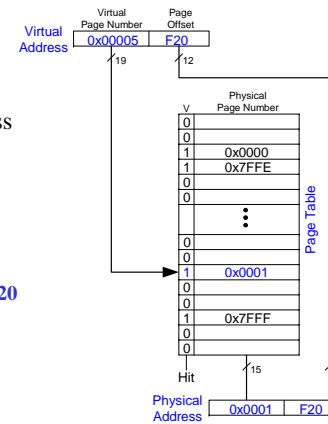 Virtual Page Number
Page Offset
Virtual Address
0x00005 F20
19
12
ss
Physical Page Number
V
0
0
1 0x0000
1 0x7FFE
0
0
Page Table
0
0
1 0x0001
0
0
20
1 0x7FFF
0
0
Hit
15
Physical Address
0x0001 F20